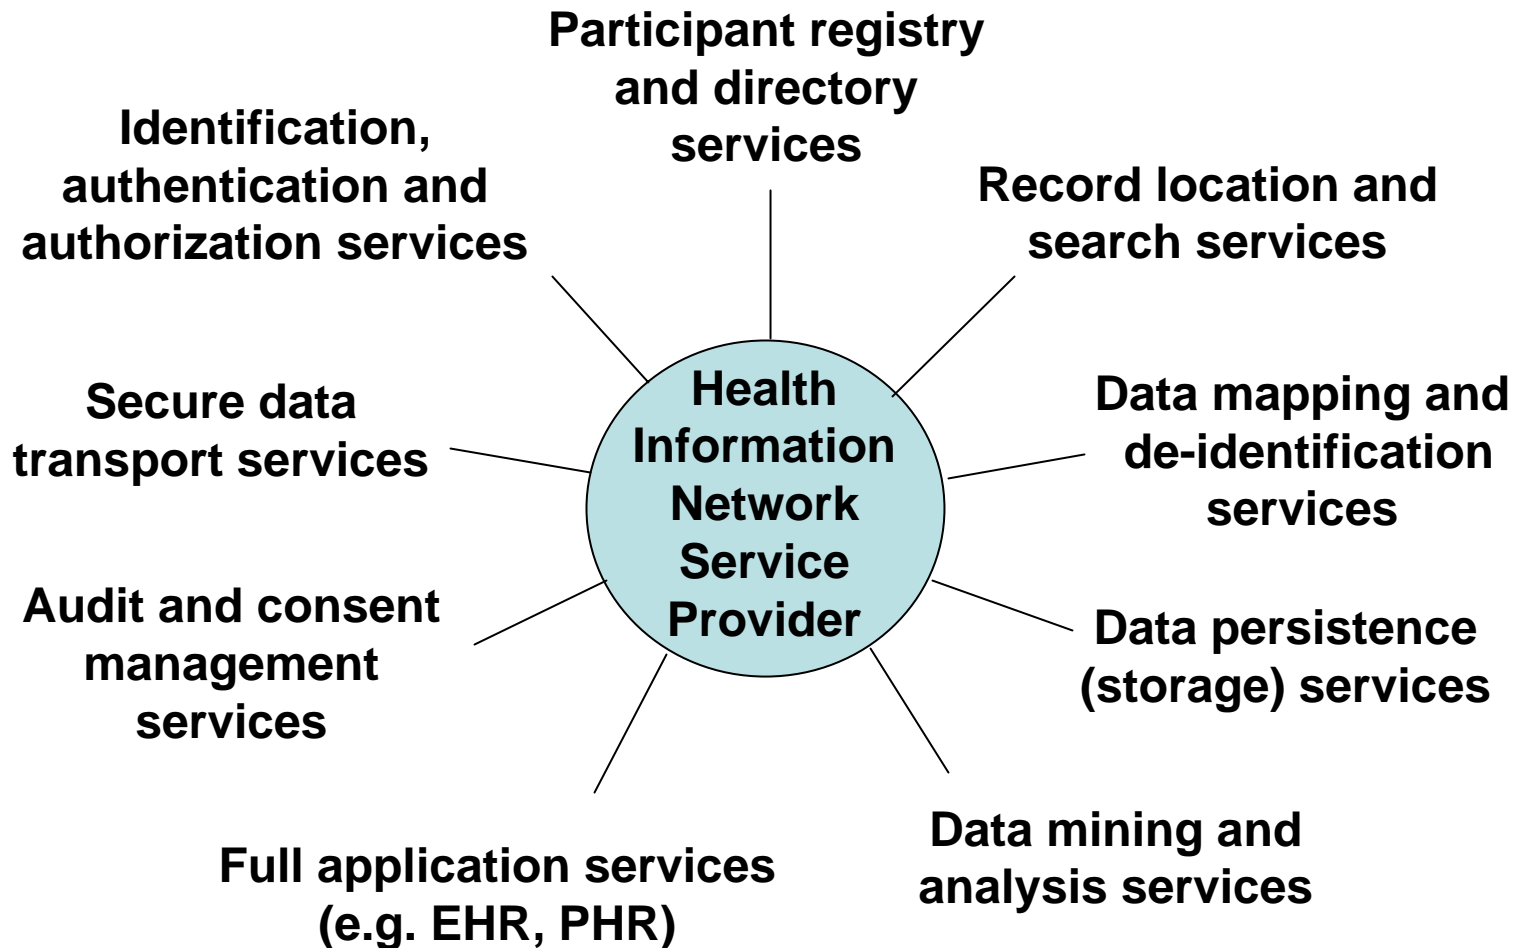 Participant registry
and directory
services
Identification,
authentication and
authorization services
Record location and
search services
Secure data
transport services
Health
Information
Network
Service
Provider
Data mapping and
de-identification
services
Audit and consent
management
services
Data persistence
(storage) services
Full application services
(e.g. EHR, PHR)
Data mining and
analysis services